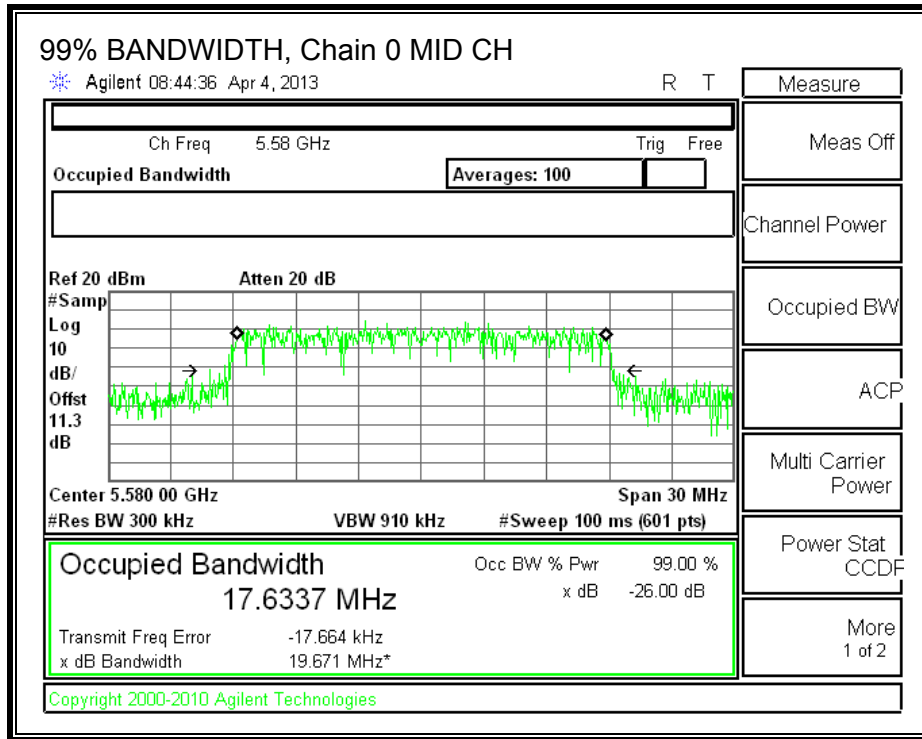 99% BANDWIDTH, Chain 0 MID CH
Agilent 08:44:36 Apr 4, 2013 R T
Measure
Ch Freq 5.58 GHz Trig Free
Occupied Bandwidth Averages: 100
Meas Off
Channel Power
Occupied BW
ACP
Multi Carrier
Power
Power Stat
CCDF
More
1 of 2
Ref 20 dBm Atten 20 dB
#Samp
Log
10
dB/
Offst
11.3
dB
Center 5.580 00 GHz Span 30 MHz
#Res BW 300 kHz VBW 910 kHz #Sweep 100 ms (601 pts)
Occupied Bandwidth Occ BW % Pwr 99.00 %
17.6337 MHz x dB -26.00 dB
Transmit Freq Error -17.664 kHz
x dB Bandwidth 19.671 MHz*
Copyright 2000-2010 Agilent Technologies